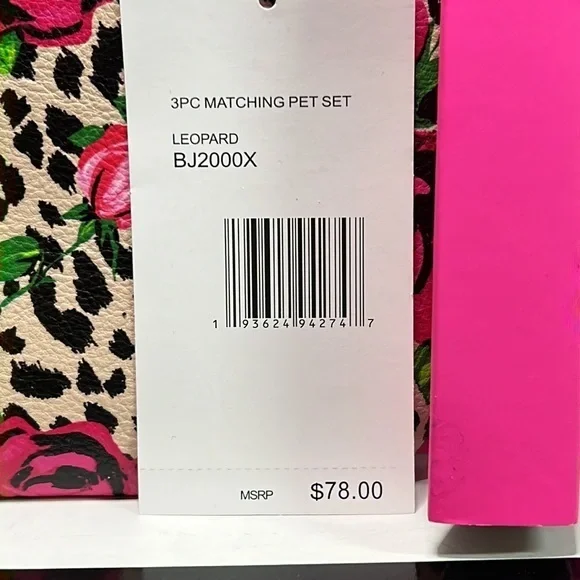 3PC MATCHING PET SET
LEOPARD
BJ2000X
1 93624 94274 7
MSRP $78.00